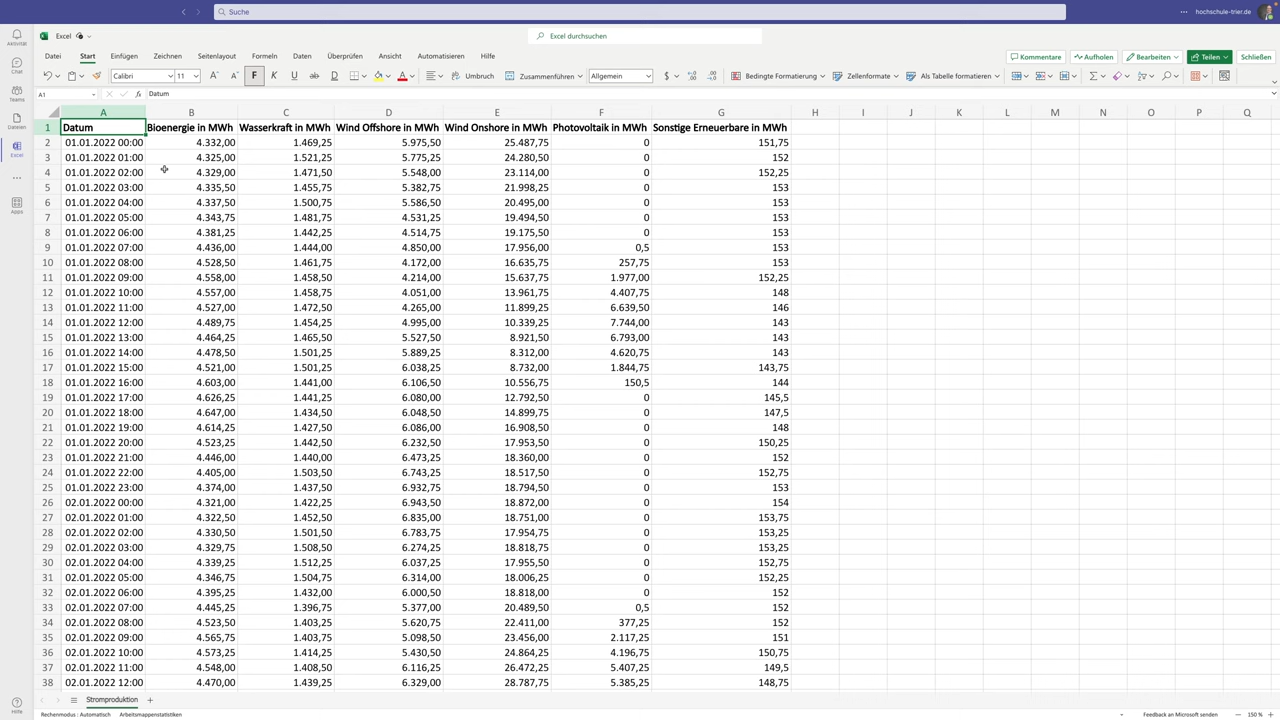 Suche
hochschule-trier.de
Aktivität
Chat
Teams
Dateien
Excel
Apps
Hilfe
Excel
Excel durchsuchen
Datei Start Einfügen Zeichnen Seitenlayout Formeln Daten Überprüfen Ansicht Automatisieren Hilfe
Kommentare Aufholen Bearbeiten Teilen Schließen
Calibri 11 F K U ab D Umbruch Zusammenführen Allgemein $ Bedingte Formatierung Zellenformate Als Tabelle formatieren
A1 fx Datum
A B C D E F G H I J K L M N O P Q
1 Datum Bioenergie in MWh Wasserkraft in MWh Wind Offshore in MWh Wind Onshore in MWh Photovoltaik in MWh Sonstige Erneuerbare in MWh
2 01.01.2022 00:00 4.332,00 1.469,25 5.975,50 25.487,75 0 151,75
3 01.01.2022 01:00 4.325,00 1.521,25 5.775,25 24.280,50 0 152
4 01.01.2022 02:00 4.329,00 1.471,50 5.548,00 23.114,00 0 152,25
5 01.01.2022 03:00 4.335,50 1.455,75 5.382,75 21.998,25 0 153
6 01.01.2022 04:00 4.337,50 1.500,75 5.586,50 20.495,00 0 153
7 01.01.2022 05:00 4.343,75 1.481,75 4.531,25 19.494,50 0 153
8 01.01.2022 06:00 4.381,25 1.442,25 4.514,75 19.175,50 0 153
9 01.01.2022 07:00 4.436,00 1.444,00 4.850,00 17.956,00 0,5 153
10 01.01.2022 08:00 4.528,50 1.461,75 4.172,00 16.635,75 257,75 153
11 01.01.2022 09:00 4.558,00 1.458,50 4.214,00 15.637,75 1.977,00 152,25
12 01.01.2022 10:00 4.557,00 1.458,75 4.051,00 13.961,75 4.407,75 148
13 01.01.2022 11:00 4.527,00 1.472,50 4.265,00 11.899,25 6.639,50 146
14 01.01.2022 12:00 4.489,75 1.454,25 4.995,00 10.339,25 7.744,00 143
15 01.01.2022 13:00 4.464,25 1.465,50 5.527,50 8.921,50 6.793,00 143
16 01.01.2022 14:00 4.478,50 1.501,25 5.889,25 8.312,00 4.620,75 143
17 01.01.2022 15:00 4.521,00 1.501,25 6.038,25 8.732,00 1.844,75 143,75
18 01.01.2022 16:00 4.603,00 1.441,00 6.106,50 10.556,75 150,5 144
19 01.01.2022 17:00 4.626,25 1.441,25 6.080,00 12.792,50 0 145,5
20 01.01.2022 18:00 4.647,00 1.434,50 6.048,50 14.899,75 0 147,5
21 01.01.2022 19:00 4.614,25 1.427,50 6.086,00 16.908,50 0 148
22 01.01.2022 20:00 4.523,25 1.442,50 6.232,50 17.953,50 0 150,25
23 01.01.2022 21:00 4.446,00 1.440,00 6.473,25 18.360,00 0 152
24 01.01.2022 22:00 4.405,00 1.503,50 6.743,25 18.517,50 0 152,75
25 01.01.2022 23:00 4.374,00 1.437,50 6.932,75 18.794,50 0 153
26 02.01.2022 00:00 4.321,00 1.422,25 6.943,50 18.872,00 0 154
27 02.01.2022 01:00 4.322,50 1.452,50 6.835,00 18.751,00 0 153,75
28 02.01.2022 02:00 4.330,50 1.501,50 6.783,75 17.954,75 0 153,25
29 02.01.2022 03:00 4.329,75 1.508,50 6.274,25 18.818,75 0 153,25
30 02.01.2022 04:00 4.339,25 1.512,25 6.037,25 17.955,50 0 152,75
31 02.01.2022 05:00 4.346,75 1.504,75 6.314,00 18.006,25 0 152,25
32 02.01.2022 06:00 4.395,25 1.432,00 6.000,50 18.818,00 0 152
33 02.01.2022 07:00 4.445,25 1.396,75 5.377,00 20.489,50 0,5 152
34 02.01.2022 08:00 4.523,50 1.403,25 5.620,75 22.411,00 377,25 152
35 02.01.2022 09:00 4.565,75 1.403,75 5.098,50 23.456,00 2.117,25 151
36 02.01.2022 10:00 4.573,25 1.414,25 5.430,50 24.864,25 4.196,75 150,75
37 02.01.2022 11:00 4.548,00 1.408,50 6.116,25 26.472,25 5.407,25 149,5
38 02.01.2022 12:00 4.470,00 1.439,25 6.329,00 28.787,75 5.385,25 148,75
Stromproduktion
Rechenmodus : Automatisch Arbeitsmappenstatistiken Feedback an Microsoft senden 150 %